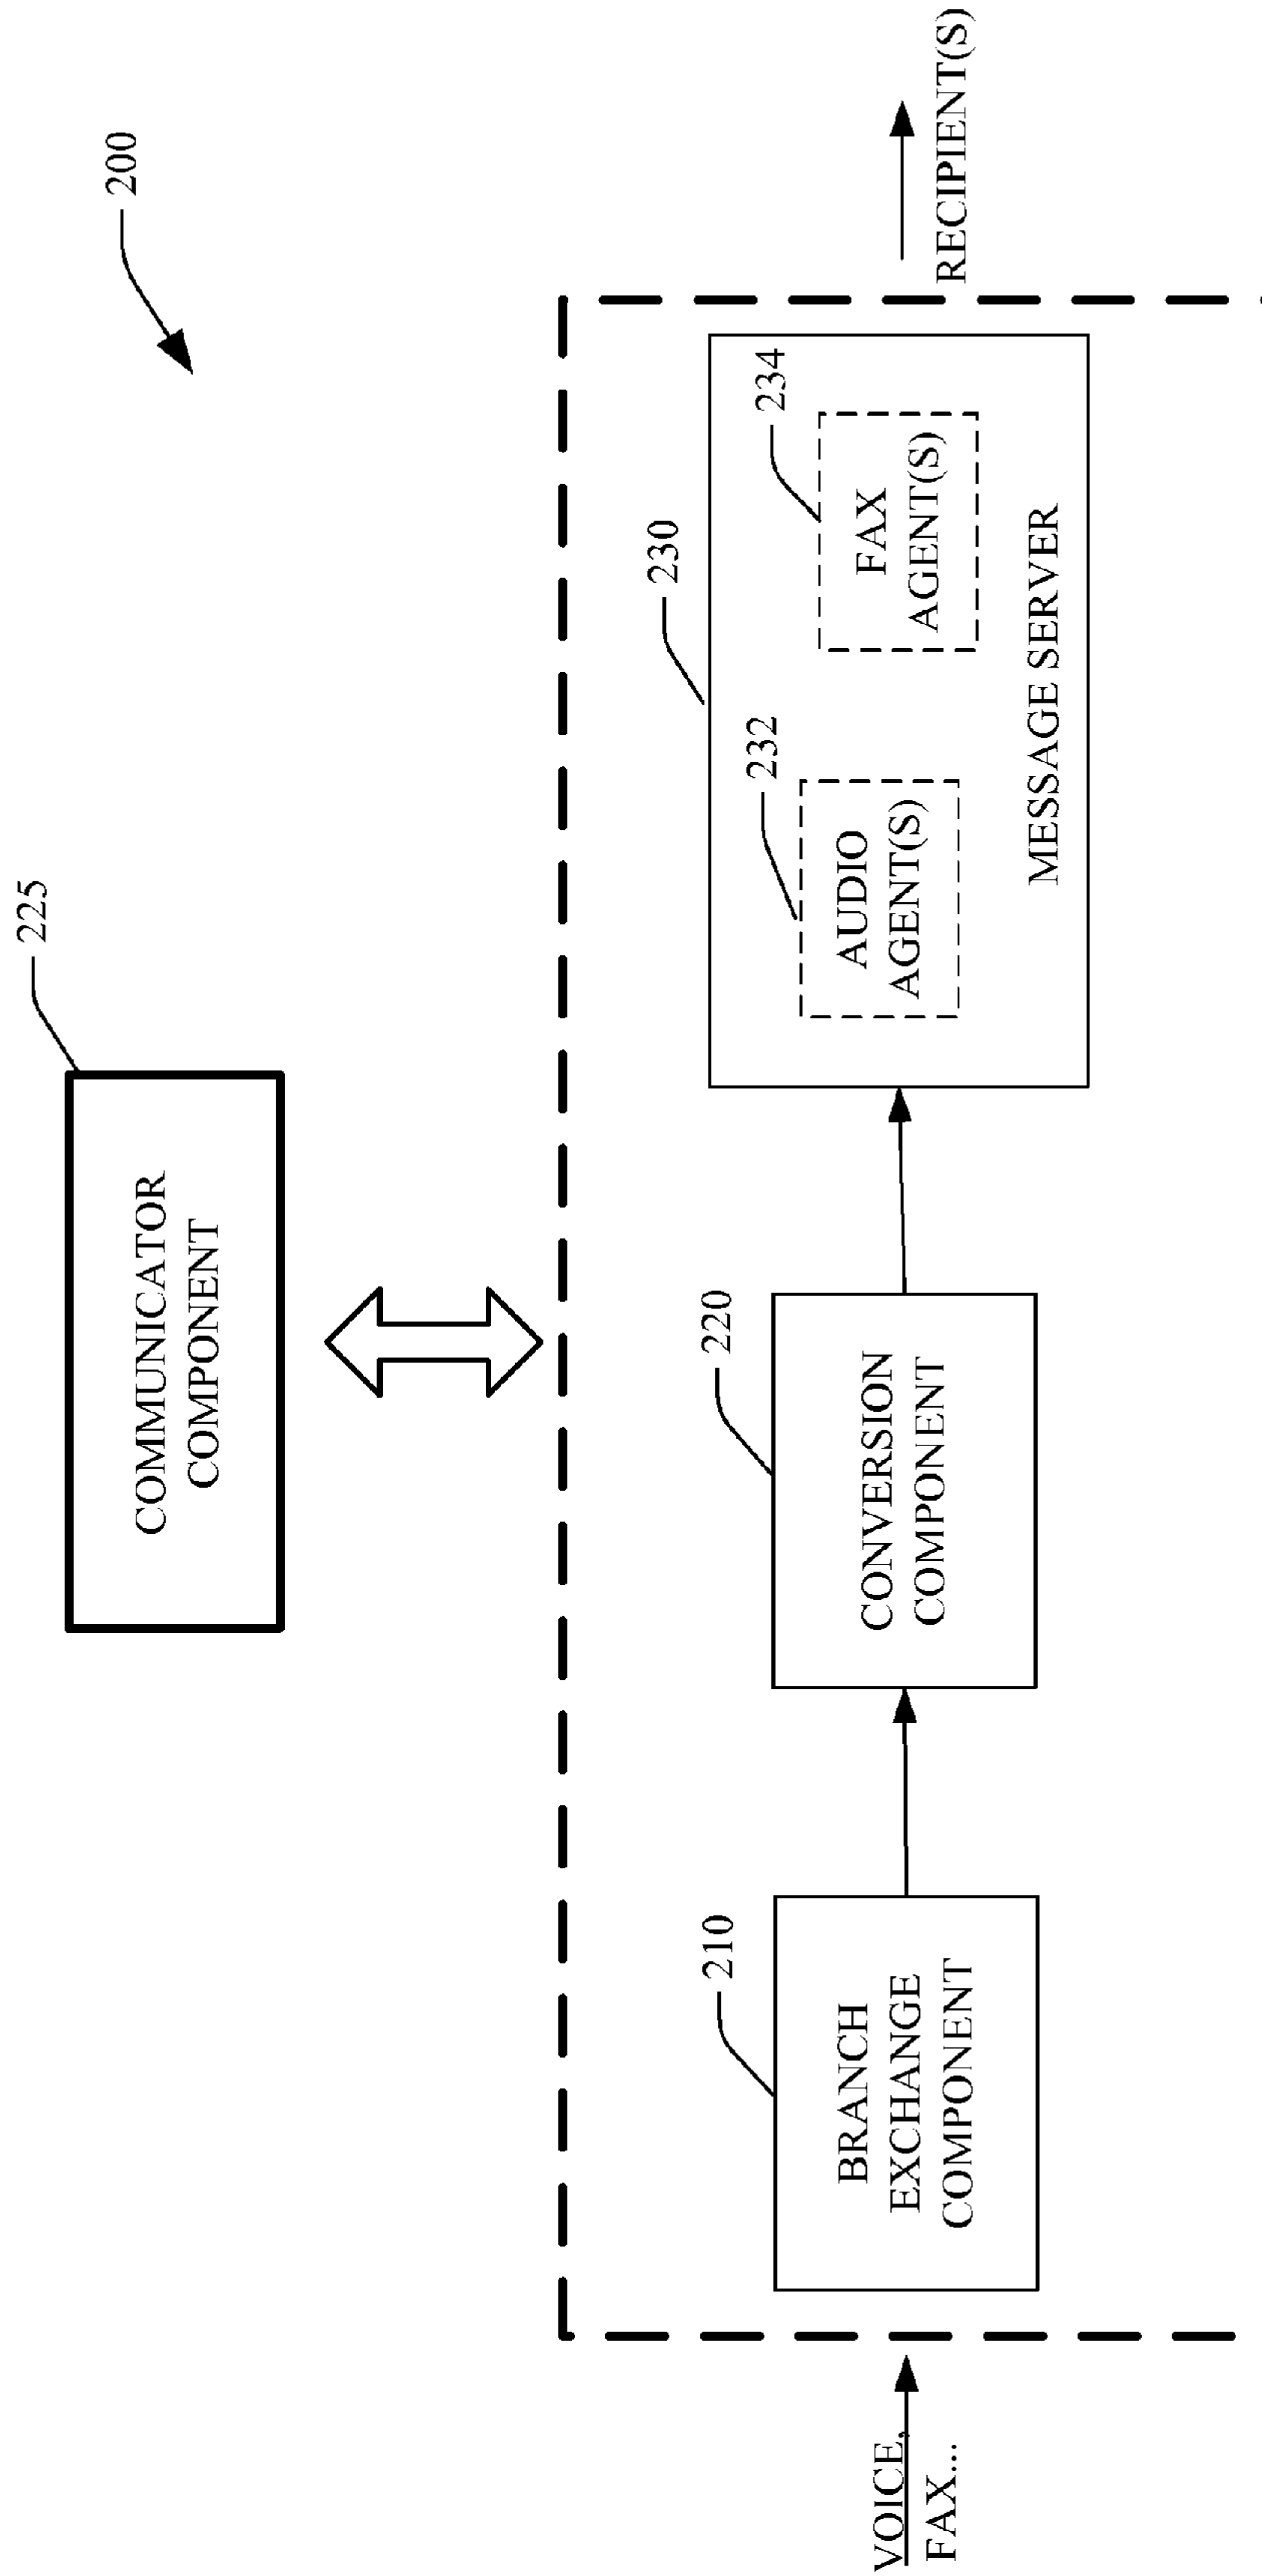 200
225
COMMUNICATOR
COMPONENT
VOICE,
FAX...
210
BRANCH
EXCHANGE
COMPONENT
220
CONVERSION
COMPONENT
230
232
AUDIO
AGENT(S)
234
FAX
AGENT(S)
MESSAGE SERVER
RECIPIENT(S)